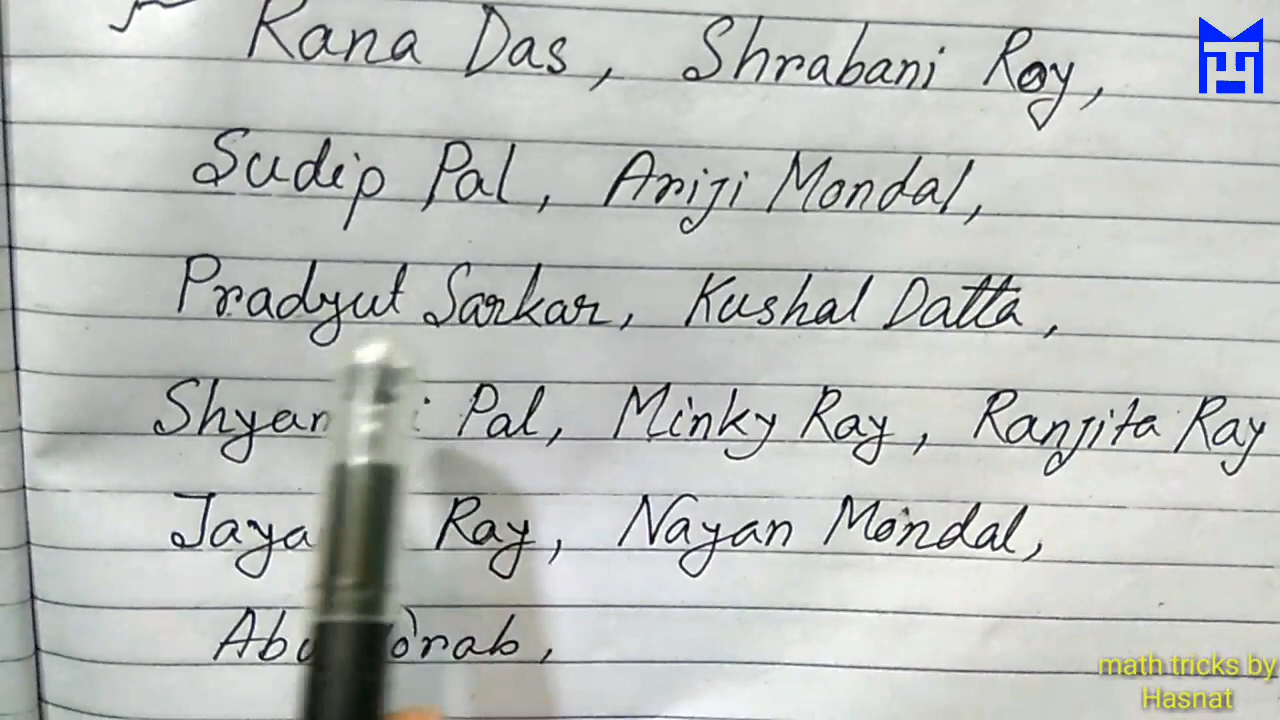 Rana Das, Shrabani Roy,
Sudip Pal, Ariji Mondal,
Pradyut Sarkar, Kushal Datta,
Pal, Minky Ray, Ranjita Ray
Ray, Nayan Mondal,
math tricks by
Hasnat